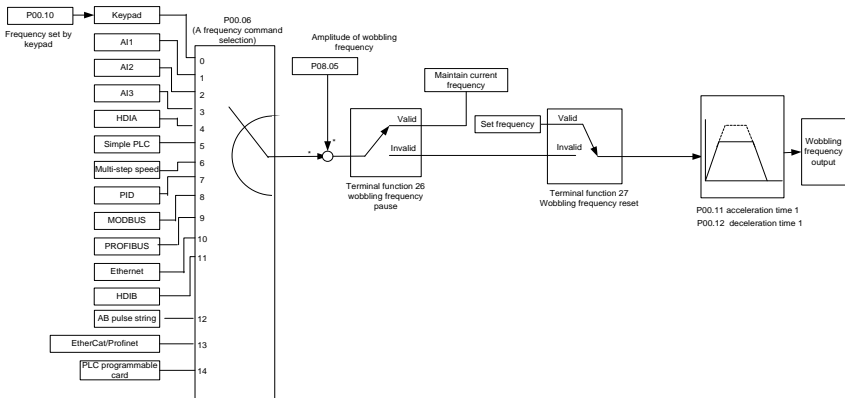 P00.10
Frequency set by
keypad
Keypad
AI1
AI2
AI3
HDIA
Simple PLC
Multi-step speed
PID
MODBUS
PROFIBUS
Ethernet
HDIB
AB pulse string
EtherCat/Profinet
PLC programmable
card
P00.06
(A frequency command
selection)
0
1
2
3
4
5
6
7
8
9
10
11
12
13
14
Amplitude of wobbling
frequency
P08.05
*
*
Maintain current
frequency
Valid
Invalid
Terminal function 26
wobbling frequency
pause
Set frequency
Valid
Invalid
Terminal function 27
Wobbling frequency reset
P00.11 acceleration time 1
P00.12 deceleration time 1
Wobbling
frequency
output